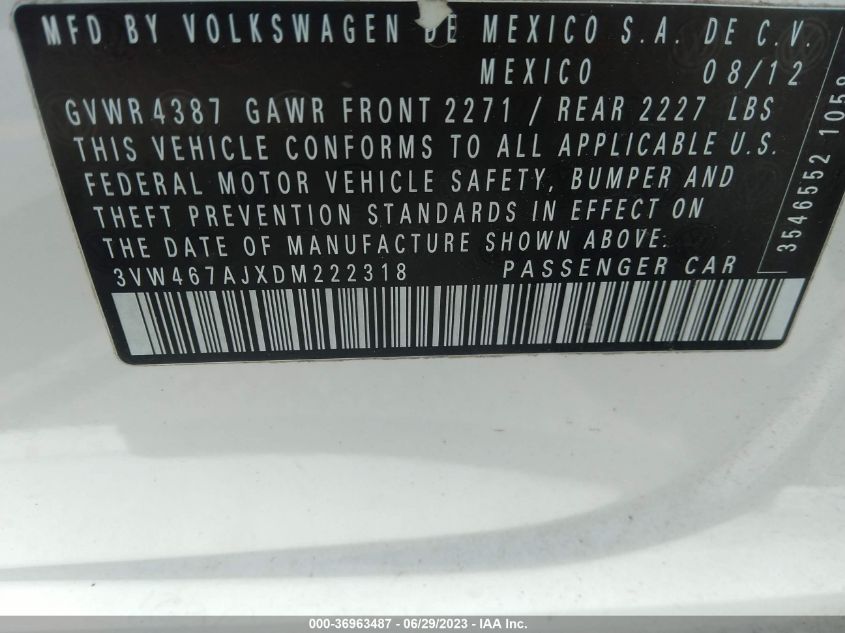 MFD BY VOLKSWAGEN DE MEXICO S.A. DE C.V.
MEXICO 08/12
GVWR 4387 GAWR FRONT 2271 / REAR 2227 LBS
THIS VEHICLE CONFORMS TO ALL APPLICABLE U.S.
FEDERAL MOTOR VEHICLE SAFETY, BUMPER AND
THEFT PREVENTION STANDARDS IN EFFECT ON
THE DATE OF MANUFACTURE SHOWN ABOVE:
3VW467AJXDM222318 PASSENGER CAR
3546552
000-36963487 - 06/29/2023 - IAA Inc.